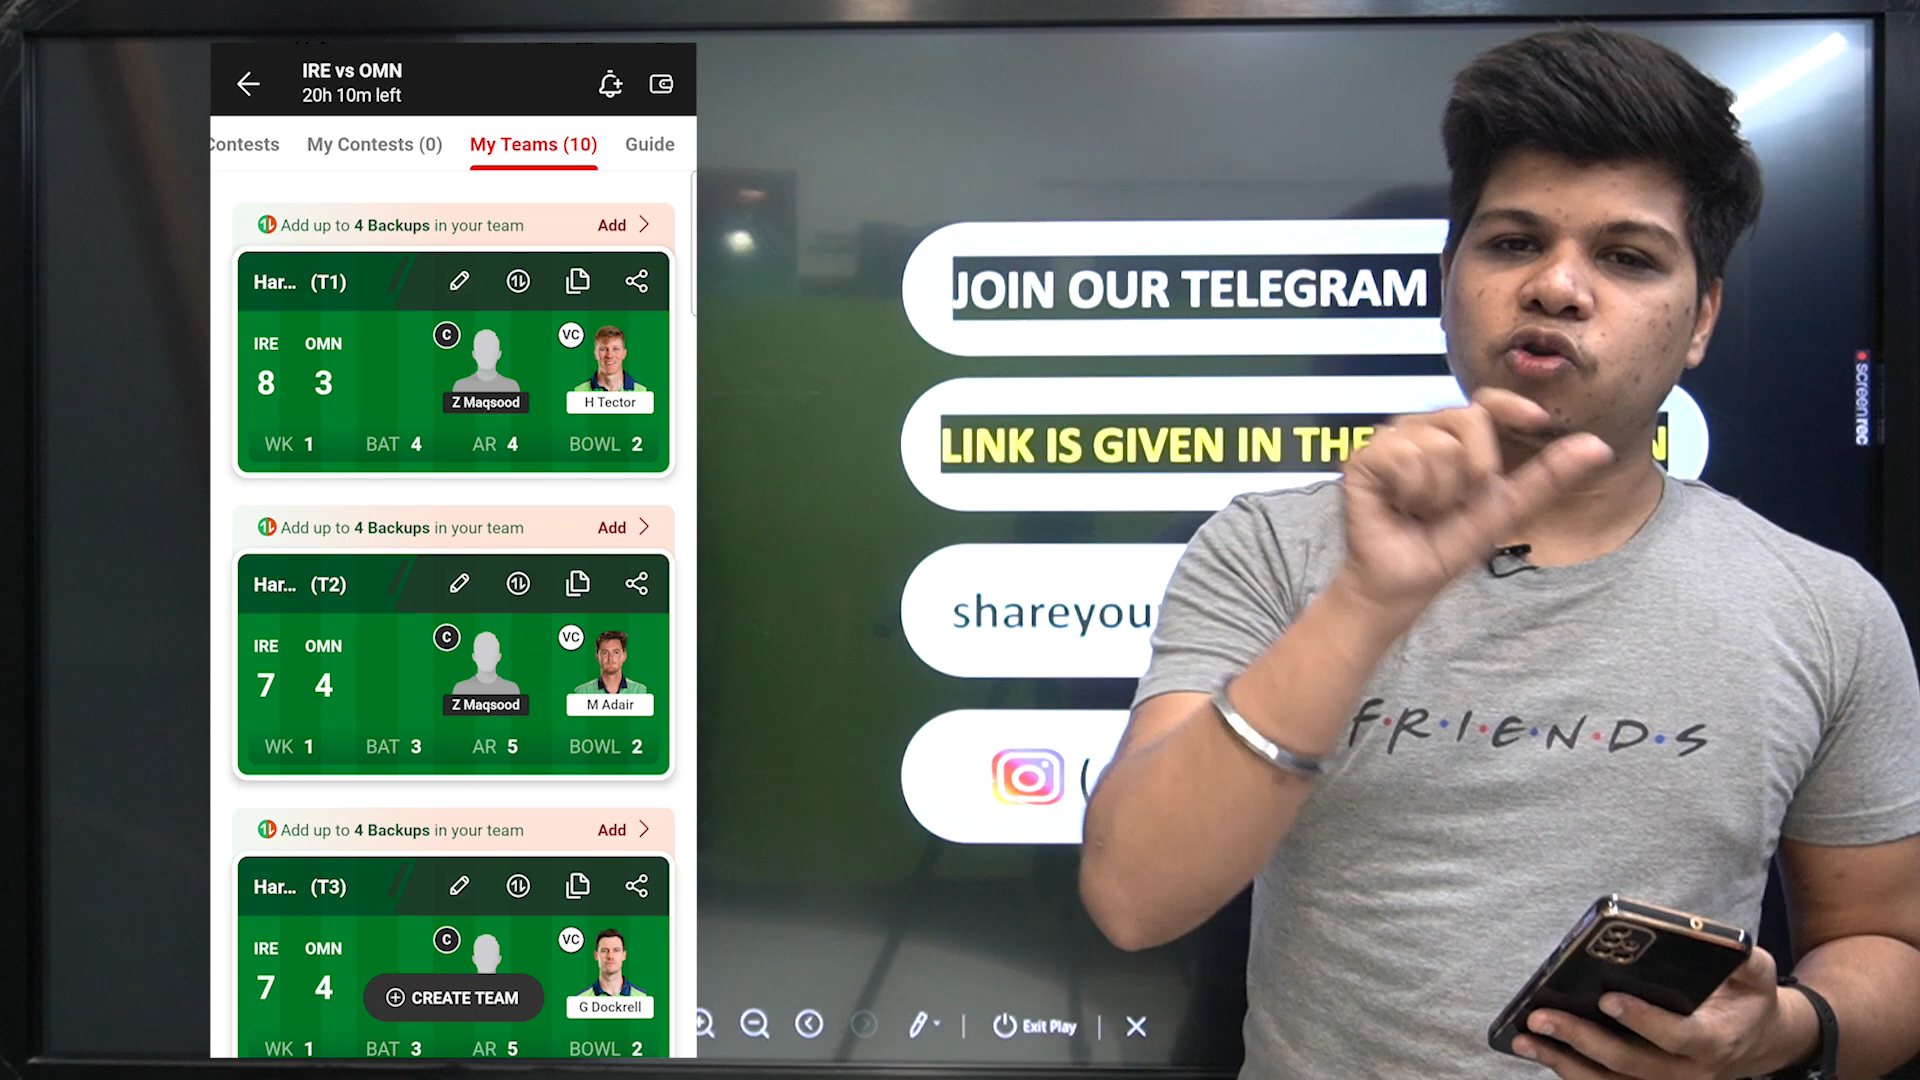 IRE vs OMN
20h 10m left
Contests My Contests (0) My Teams (10) Guide
Add up to 4 Backups in your team Add
Har... (T1)
C VC
IRE OMN
8 3
Z Maqsood H Tector
WK 1 BAT 4 AR 4 BOWL 2
Add up to 4 Backups in your team Add
Har... (T2)
C VC
IRE OMN
7 4
Z Maqsood M Adair
WK 1 BAT 3 AR 5 BOWL 2
Add up to 4 Backups in your team Add
Har... (T3)
C VC
IRE OMN
7 4
CREATE TEAM
G Dockrell
WK 1 BAT 3 AR 5 BOWL 2
JOIN OUR TELEGRAM
LINK IS GIVEN IN THE
shareyou
(
Exit Play
screenrec
F·R·I·E·N·D·S